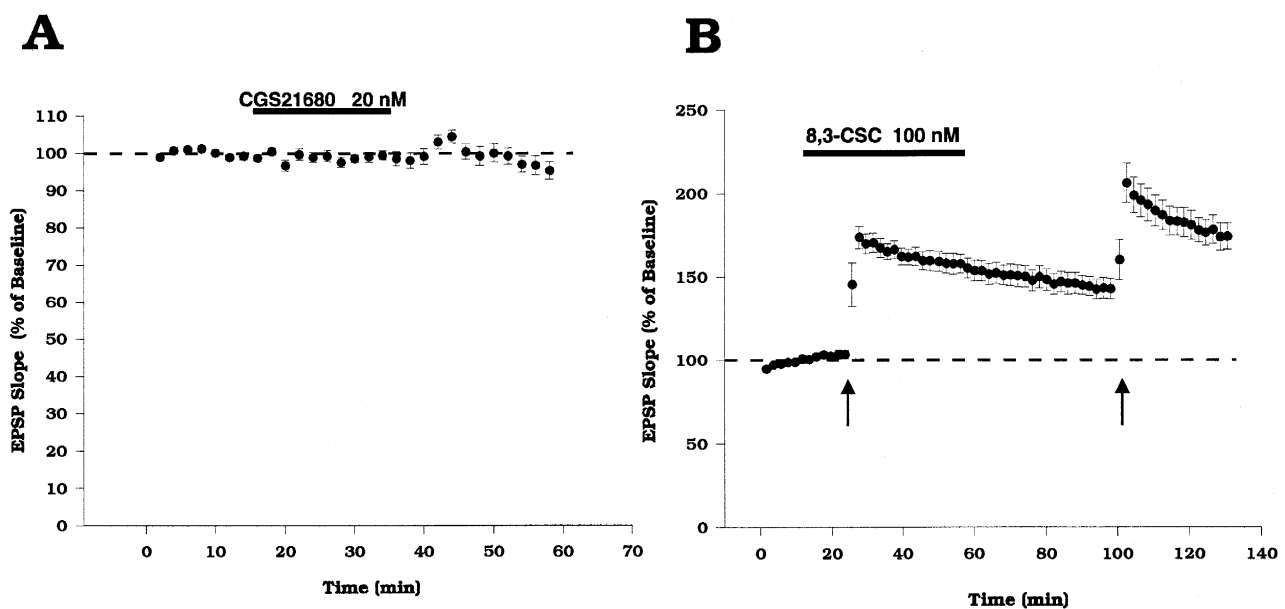 A
CGS21680 20 nM
110
100
90
80
70
60
50
40
30
20
10
0
EPSP Slope (% of Baseline)
0 10 20 30 40 50 60 70
Time (min)
B
8,3-CSC 100 nM
250
200
150
100
50
0
EPSP Slope (% of Baseline)
0 20 40 60 80 100 120 140
Time (min)